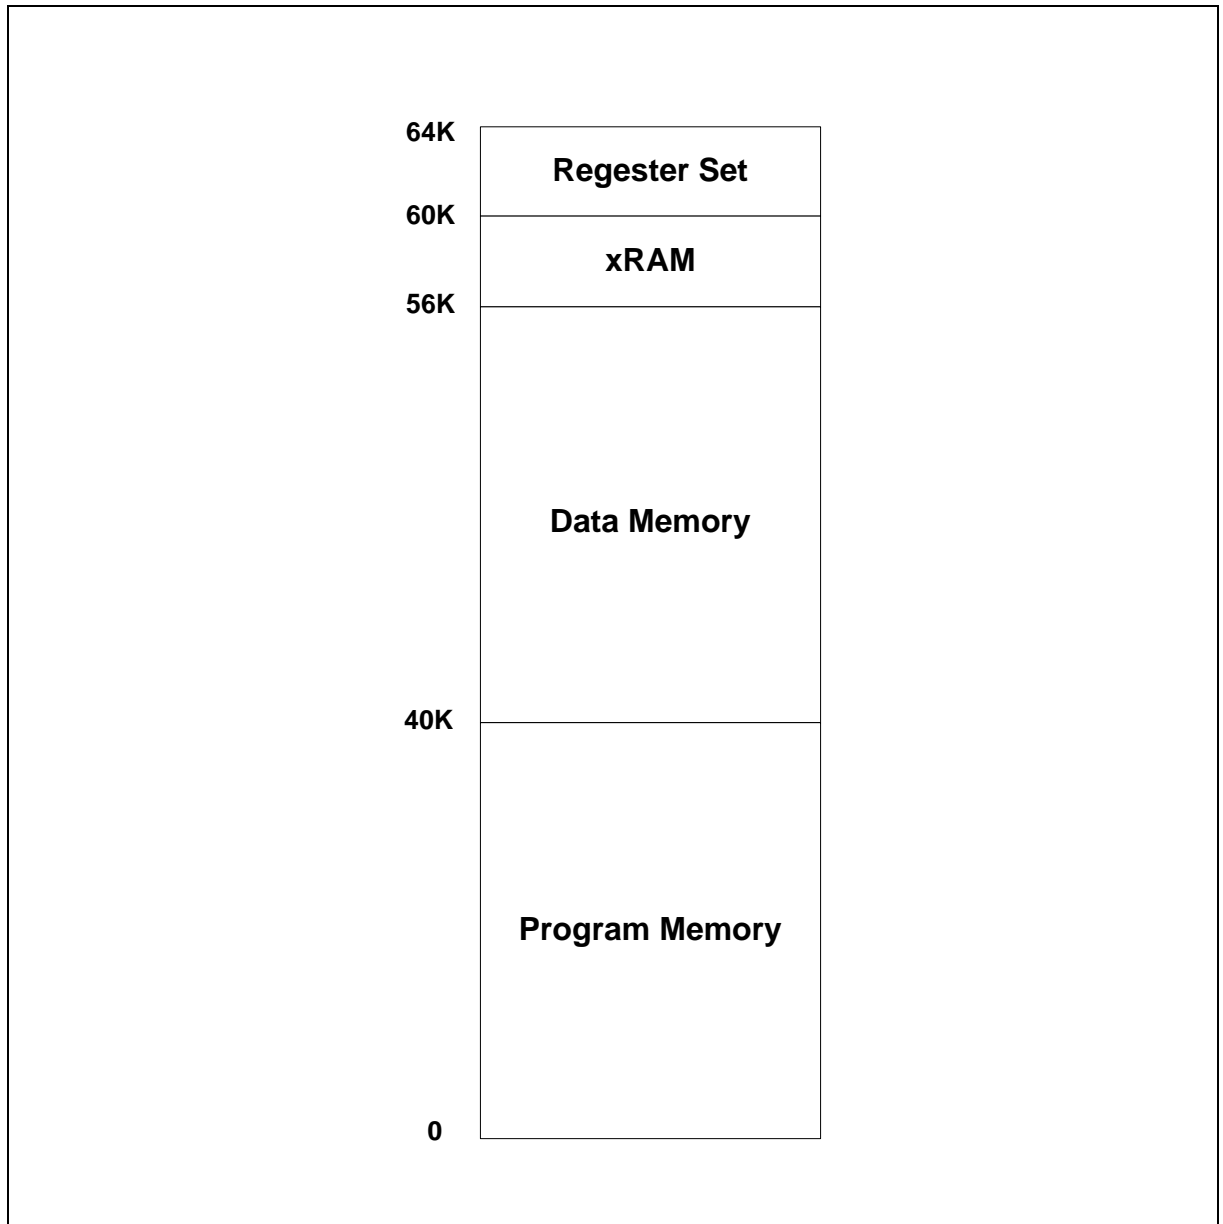 64K
Regester Set
60K
xRAM
56K
Data Memory
40K
Program Memory
0